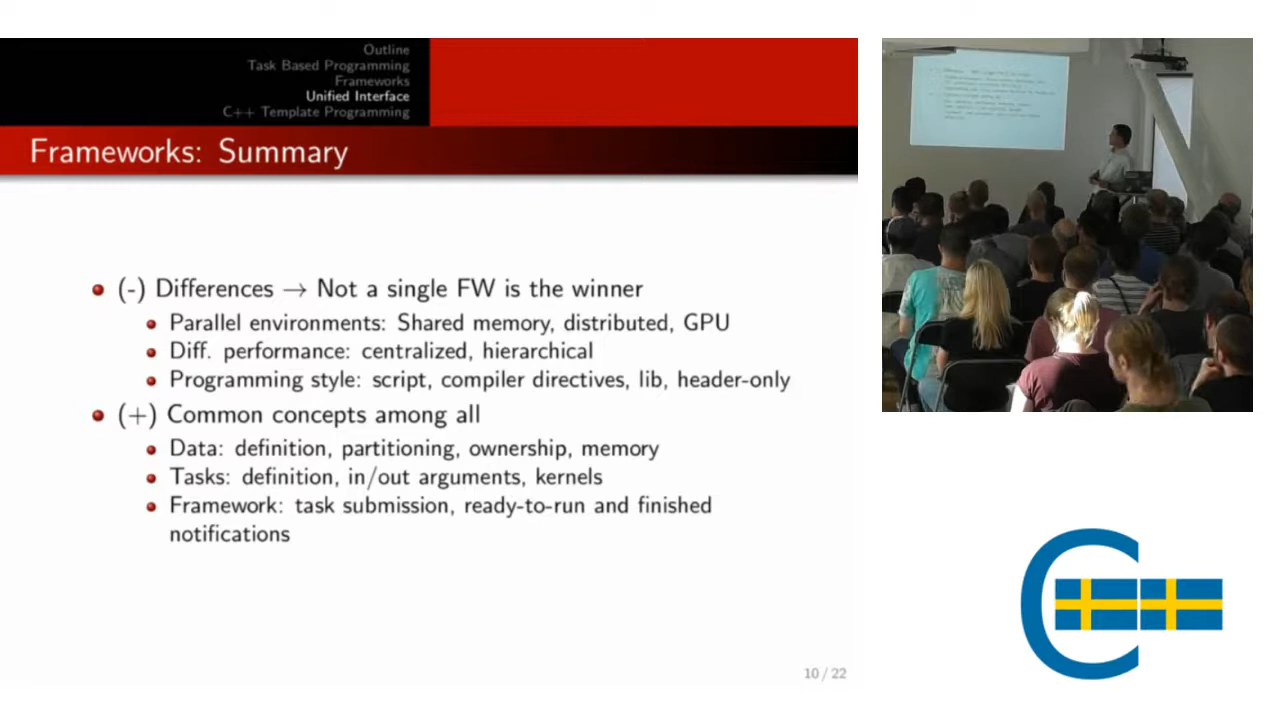 Outline
Task Based Programming
Frameworks
Unified Interface
C++ Template Programming
Frameworks: Summary
(-) Differences → Not a single FW is the winner
Parallel environments: Shared memory, distributed, GPU
Diff. performance: centralized, hierarchical
Programming style: script, compiler directives, lib, header-only
(+) Common concepts among all
Data: definition, partitioning, ownership, memory
Tasks: definition, in/out arguments, kernels
Framework: task submission, ready-to-run and finished
notifications
10 / 22
C